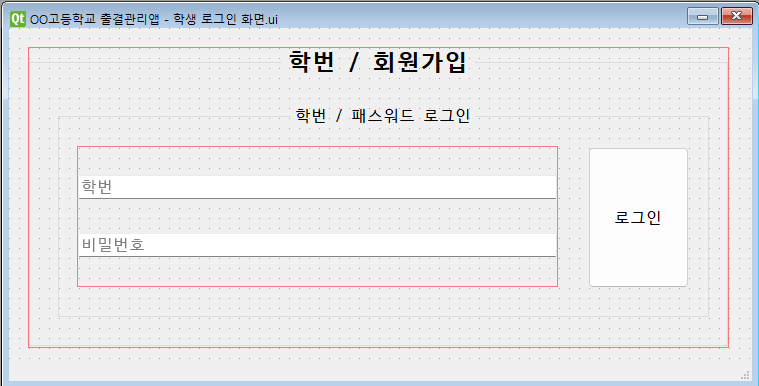 Qt OO고등학교 출결관리앱 - 학생 로그인 화면.ui
학번 / 회원가입
학번 / 패스워드 로그인
학번
비밀번호
로그인